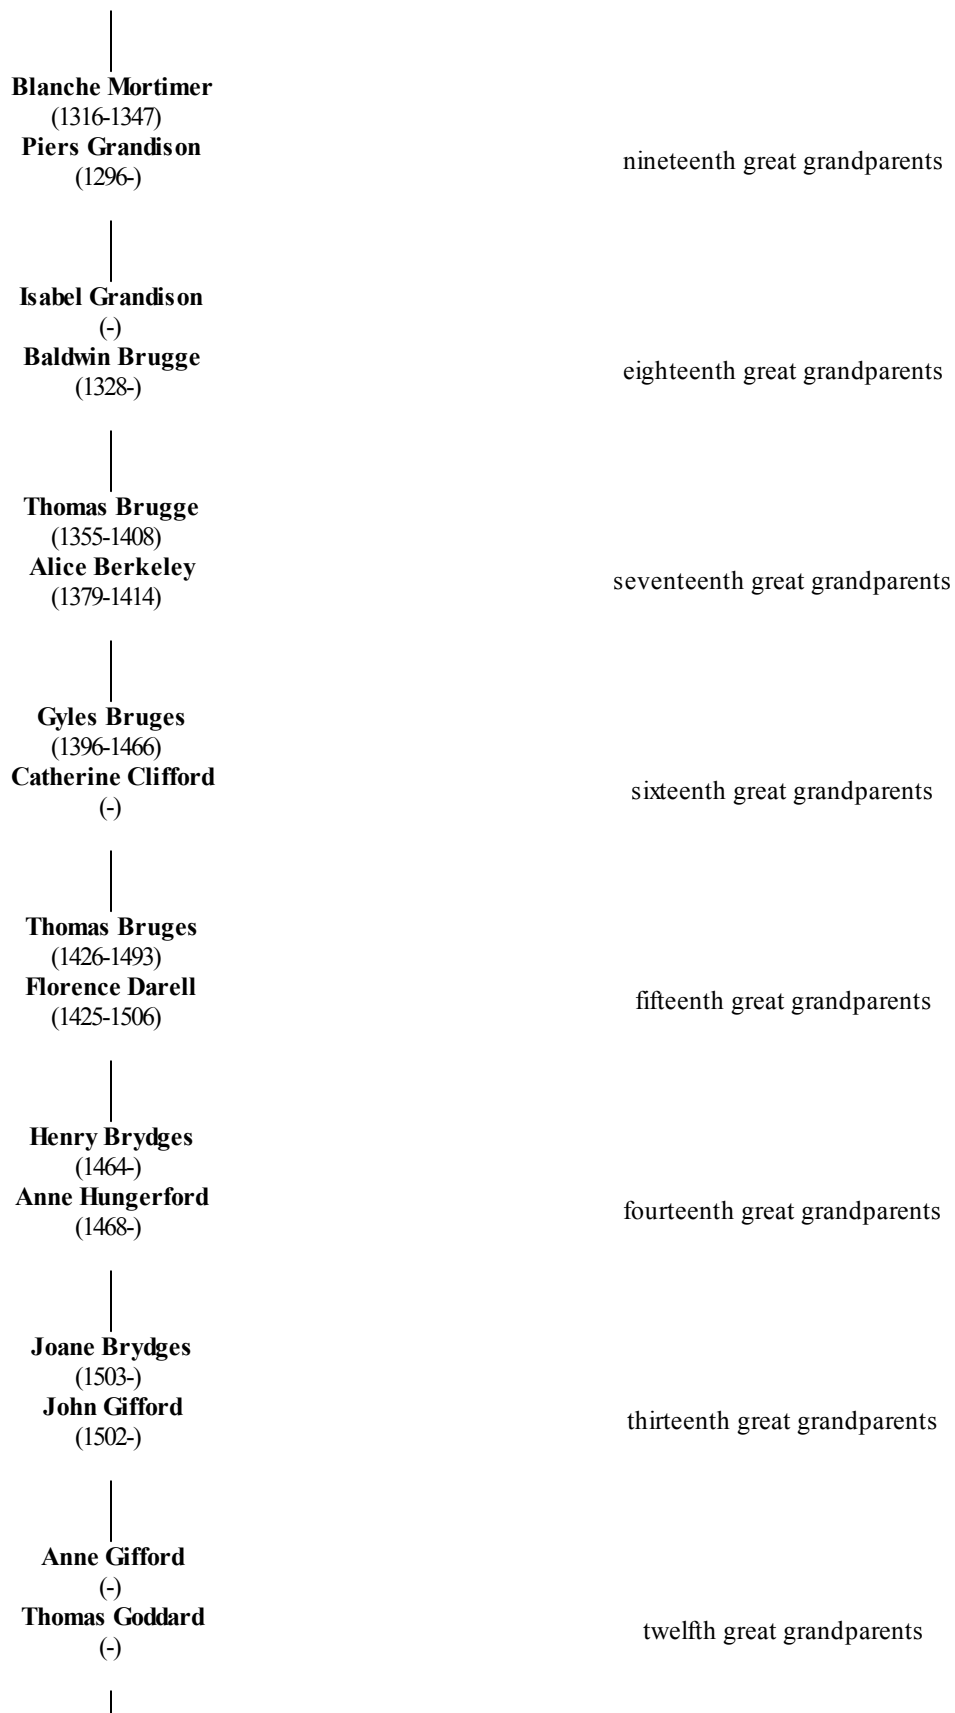 Blanche Mortimer
(1316-1347)
Piers Grandison
(1296-)
nineteenth great grandparents
Isabel Grandison
(-)
Baldwin Brugge
(1328-)
eighteenth great grandparents
Thomas Brugge
(1355-1408)
Alice Berkeley
(1379-1414)
seventeenth great grandparents
Gyles Bruges
(1396-1466)
Catherine Clifford
(-)
sixteenth great grandparents
Thomas Bruges
(1426-1493)
Florence Darell
(1425-1506)
fifteenth great grandparents
Henry Brydges
(1464-)
Anne Hungerford
(1468-)
fourteenth great grandparents
Joane Brydges
(1503-)
John Gifford
(1502-)
thirteenth great grandparents
Anne Gifford
(-)
Thomas Goddard
(-)
twelfth great grandparents